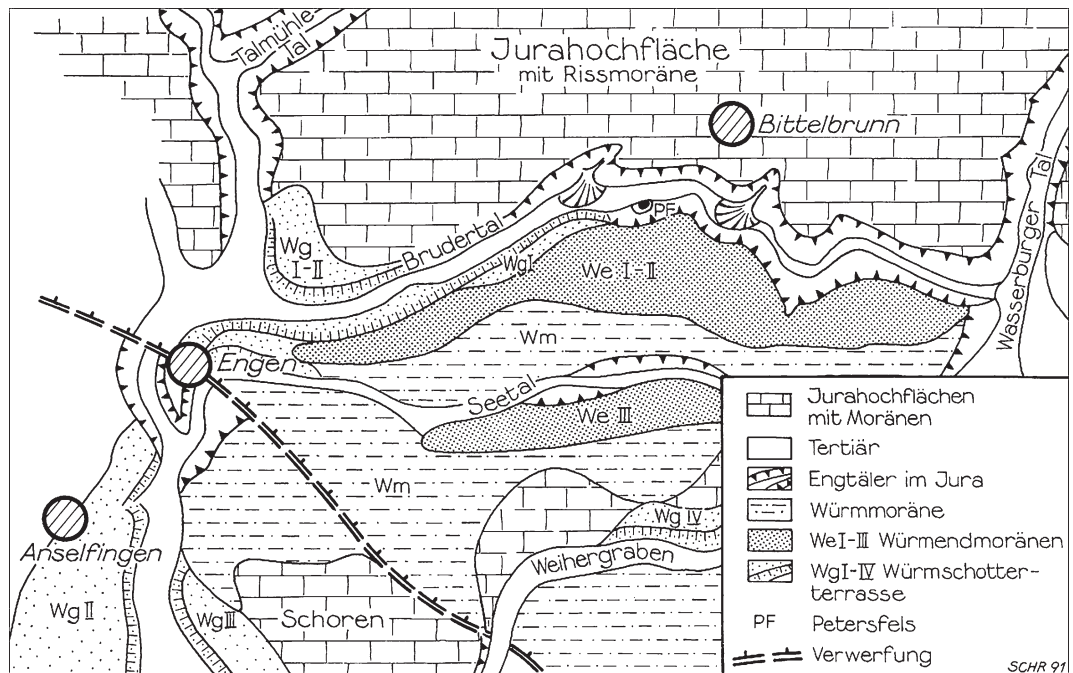 Talmühle-
Tal
Jurahochfläche
mit Rissmoräne
Bittelbrunn
Wasserburger Tal
Wg
I-II
Brudertal
PF
WgI
We I-II
Wm
Engen
Seetal
We III
Wm
Wg IV
Weihergraben
Anselfingen
Wg II
Wg III
Schoren
Jurahochflächen
mit Moränen
Tertiär
Engtäler im Jura
Würmmoräne
We I-III Würmendmoränen
Wg I-IV Würmschotter-
terrasse
PF Petersfels
Verwerfung
SCHR 91